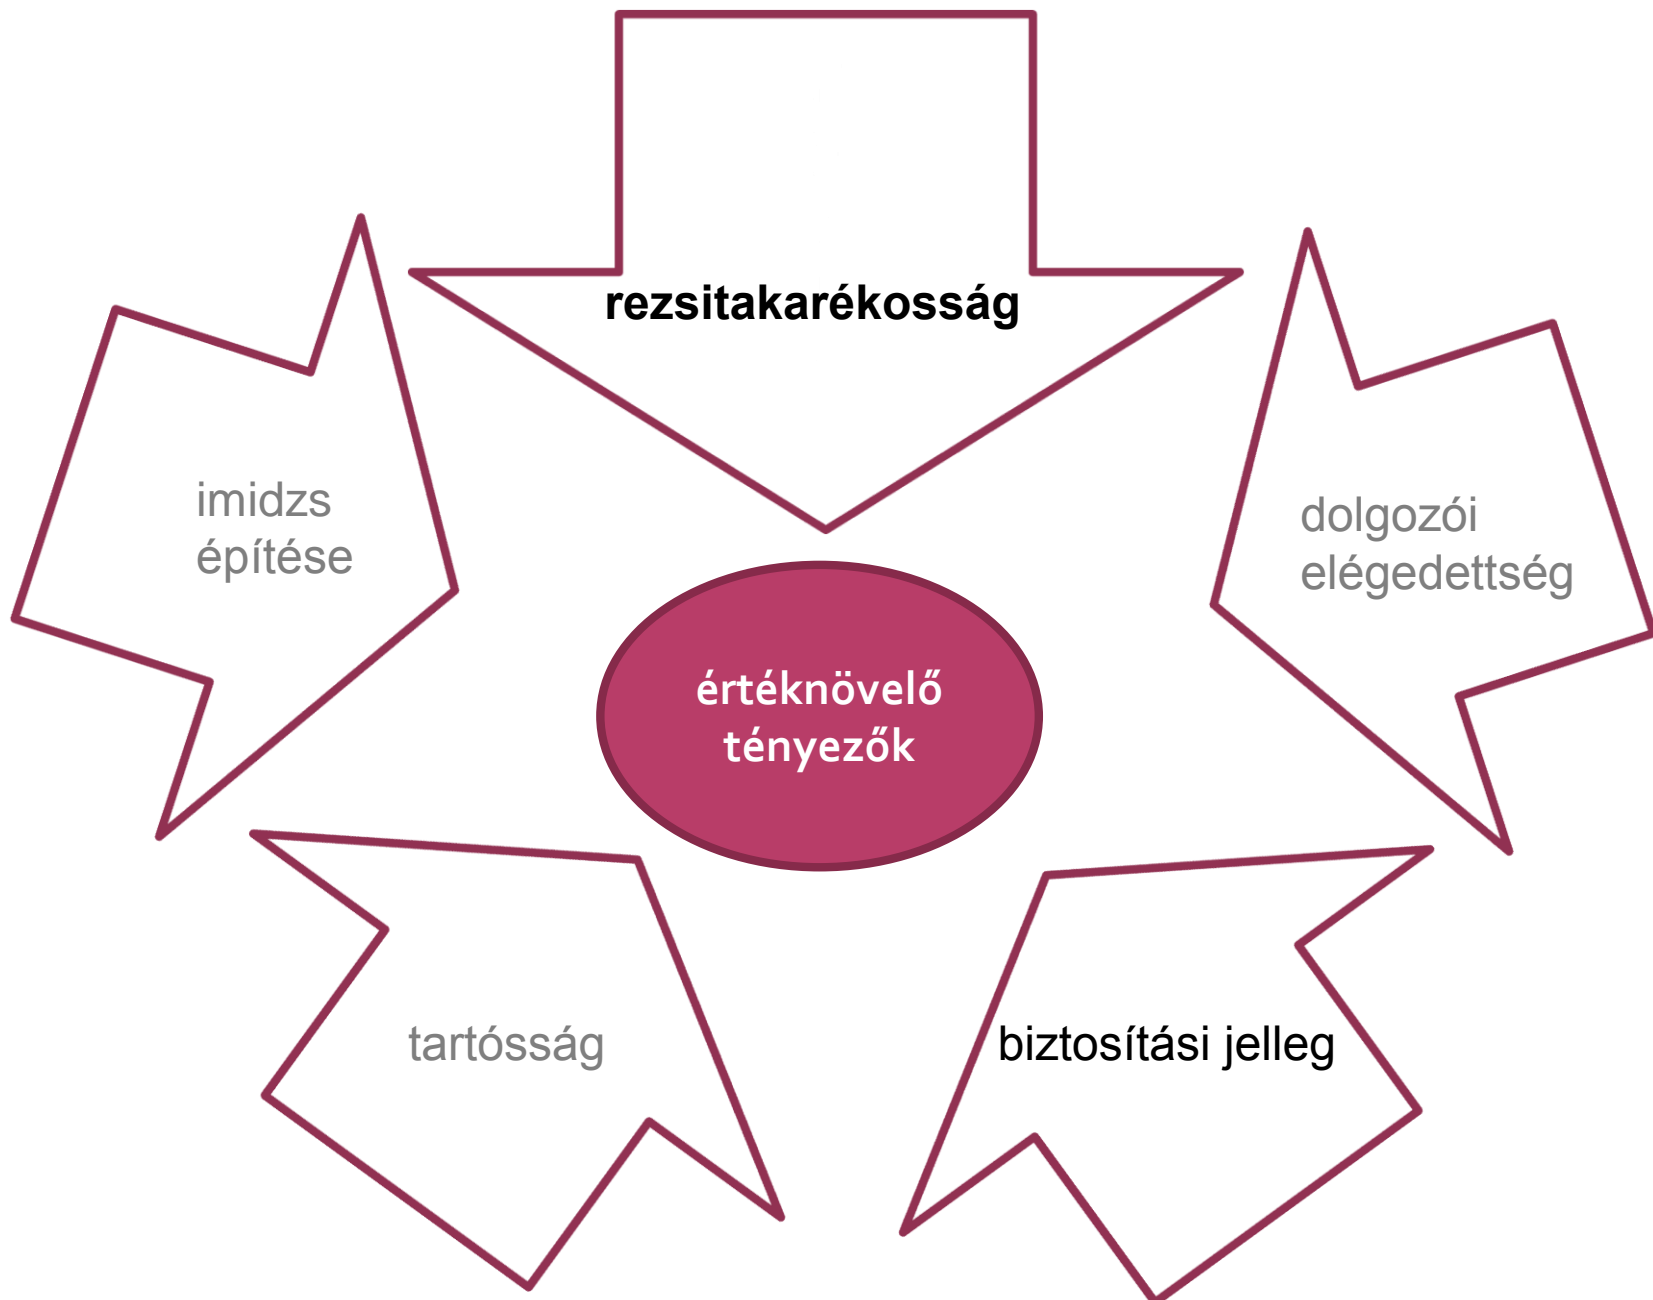 rezsitakarékosság
imidzs
építése
dolgozói
elégedettség
értéknövelő
tényezők
tartósság
biztosítási jelleg